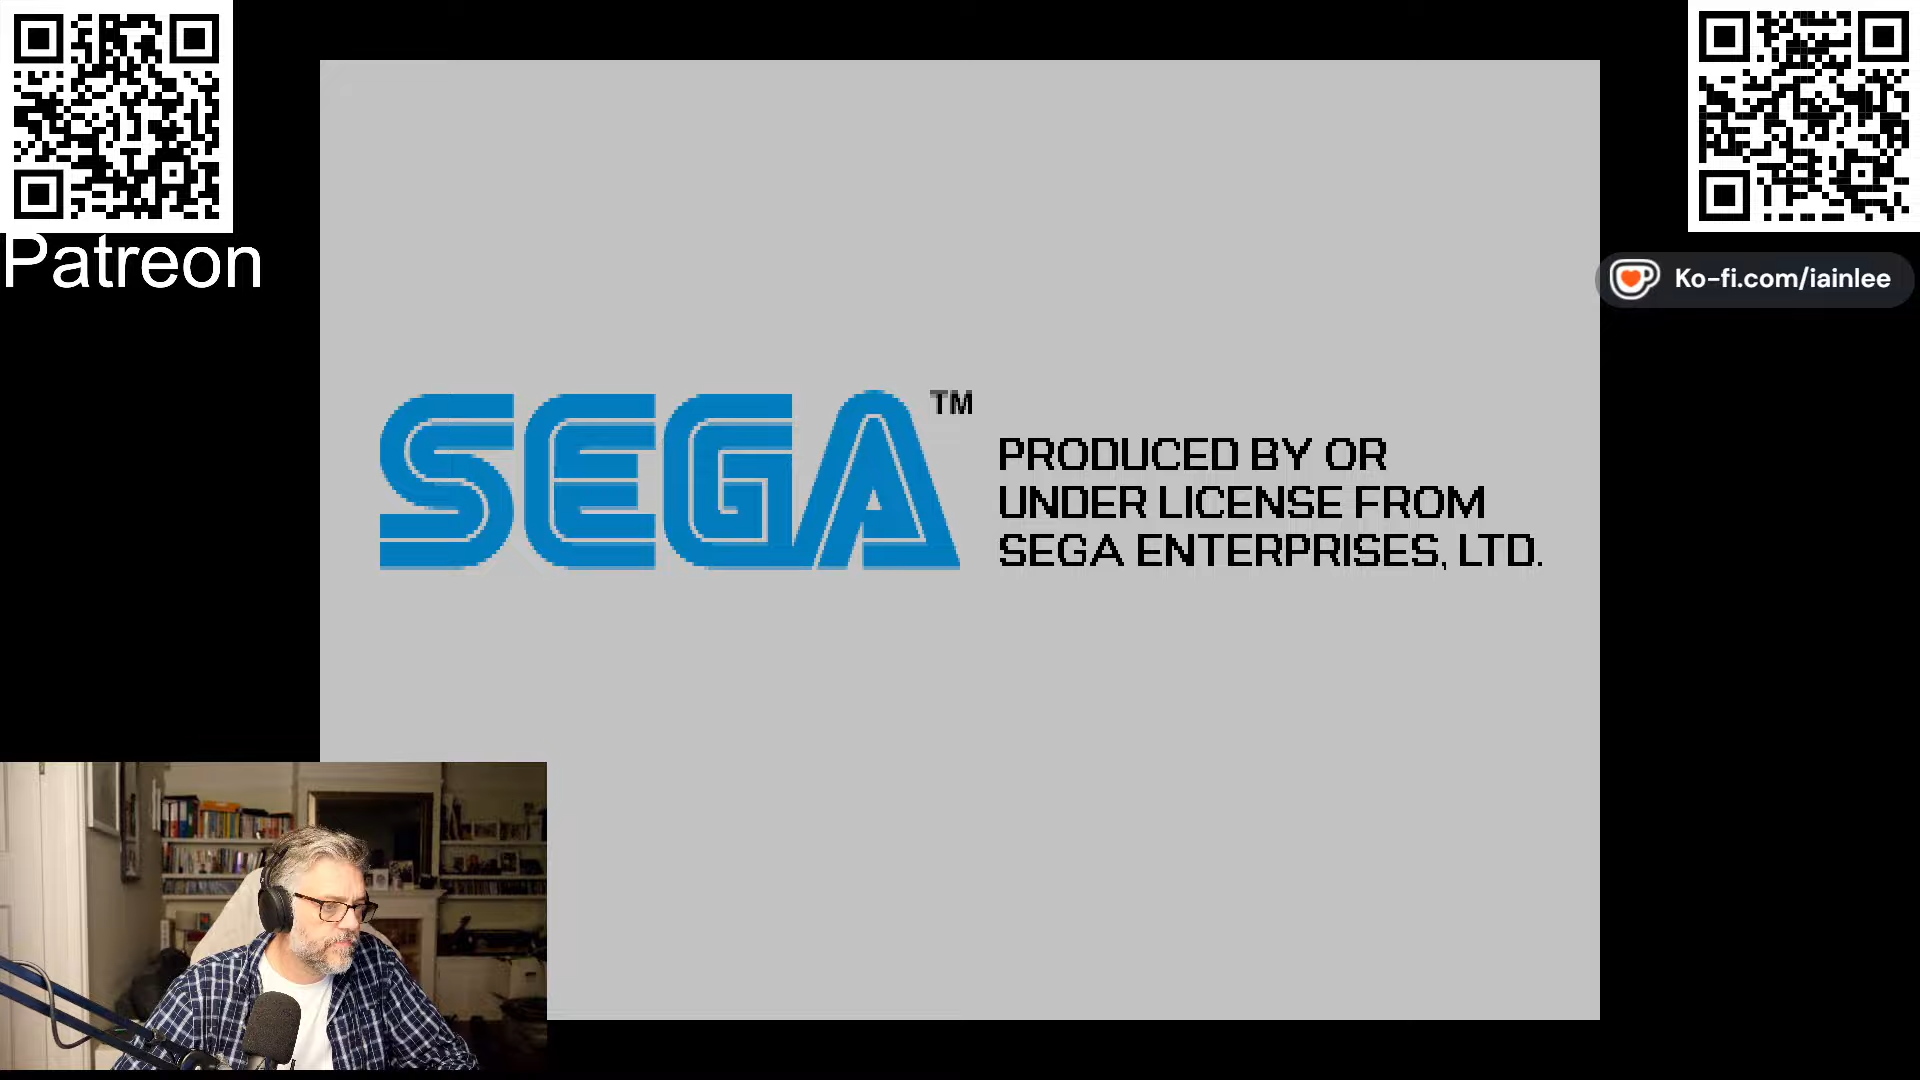 Patreon
Ko-fi.com/iainlee
SEGA™
PRODUCED BY OR
UNDER LICENSE FROM
SEGA ENTERPRISES, LTD.